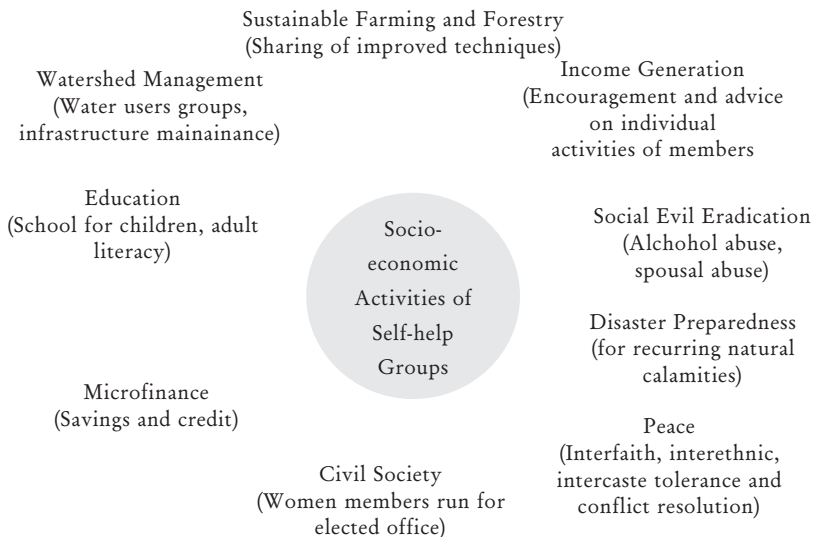 Sustainable Farming and Forestry
(Sharing of improved techniques)
Income Generation
(Encouragement and advice
on individual
activities of members
Social Evil Eradication
(Alchohol abuse,
spousal abuse)
Disaster Preparedness
(for recurring natural
calamities)
Peace
(Interfaith, interethnic,
intercaste tolerance and
conflict resolution)
Civil Society
(Women members run for
elected office)
Microfinance
(Savings and credit)
Education
(School for children, adult
literacy)
Watershed Management
(Water users groups,
infrastructure mainainance)
Socio-
economic
Activities of
Self-help
Groups